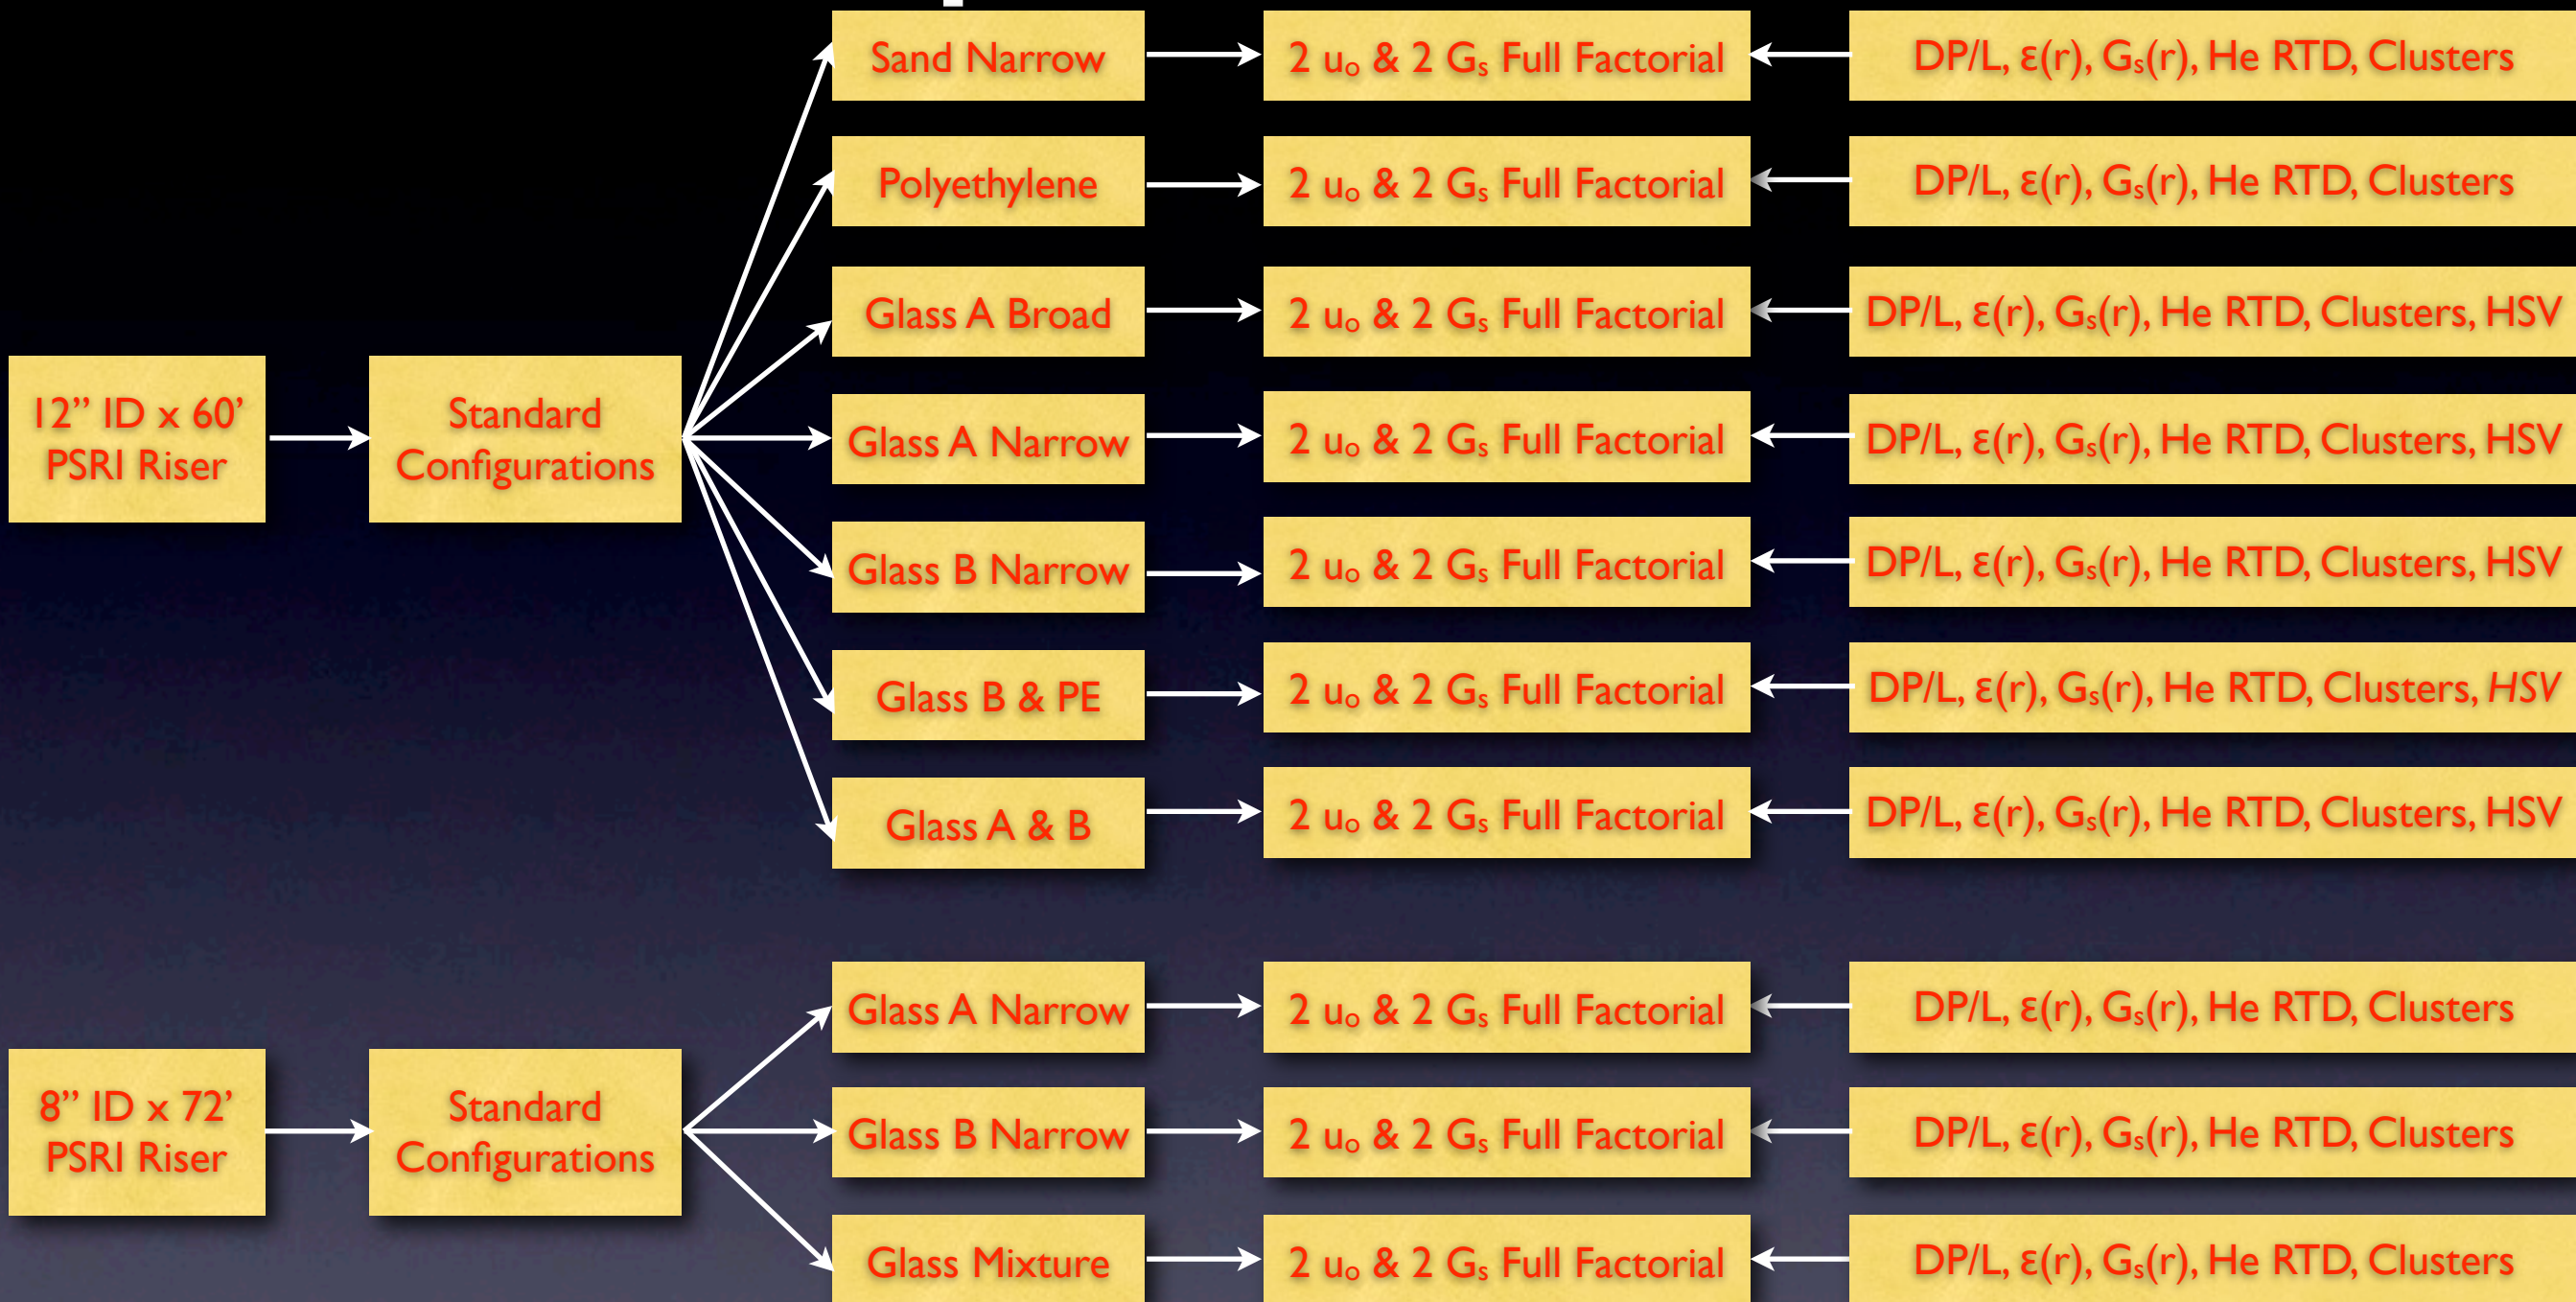 Sand Narrow
2 uₒ & 2 Gₛ Full Factorial
DP/L, ε(r), Gₛ(r), He RTD, Clusters
Polyethylene
2 uₒ & 2 Gₛ Full Factorial
DP/L, ε(r), Gₛ(r), He RTD, Clusters
Glass A Broad
2 uₒ & 2 Gₛ Full Factorial
DP/L, ε(r), Gₛ(r), He RTD, Clusters, HSV
12” ID x 60’
PSRI Riser
Standard
Configurations
Glass A Narrow
2 uₒ & 2 Gₛ Full Factorial
DP/L, ε(r), Gₛ(r), He RTD, Clusters, HSV
Glass B Narrow
2 uₒ & 2 Gₛ Full Factorial
DP/L, ε(r), Gₛ(r), He RTD, Clusters, HSV
Glass B & PE
2 uₒ & 2 Gₛ Full Factorial
DP/L, ε(r), Gₛ(r), He RTD, Clusters, HSV
Glass A & B
2 uₒ & 2 Gₛ Full Factorial
DP/L, ε(r), Gₛ(r), He RTD, Clusters, HSV
Glass A Narrow
2 uₒ & 2 Gₛ Full Factorial
DP/L, ε(r), Gₛ(r), He RTD, Clusters
8” ID x 72’
PSRI Riser
Standard
Configurations
Glass B Narrow
2 uₒ & 2 Gₛ Full Factorial
DP/L, ε(r), Gₛ(r), He RTD, Clusters
Glass Mixture
2 uₒ & 2 Gₛ Full Factorial
DP/L, ε(r), Gₛ(r), He RTD, Clusters